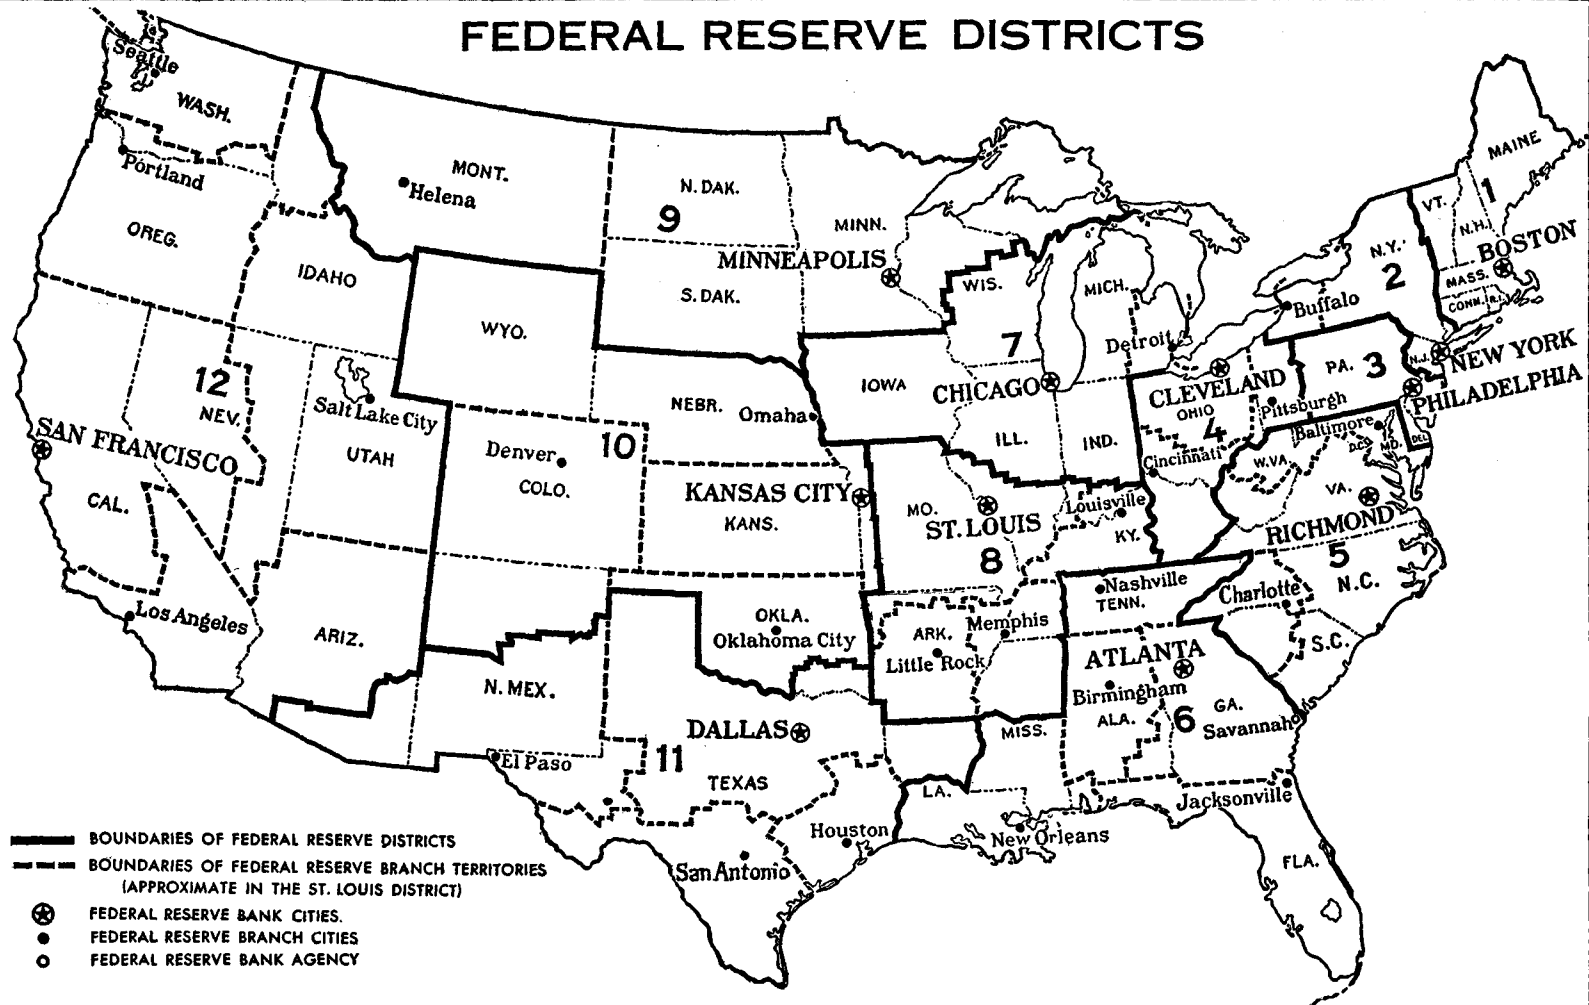 FEDERAL RESERVE DISTRICTS
Seattle
WASH.
Portland
OREG.
MONT.
Helena
IDAHO
N. DAK.
9
MINN.
MINNEAPOLIS
S. DAK.
WYO.
WIS.
MICH.
7
Detroit
MAINE
1
VT.
N.H.
BOSTON
MASS.
CONN.
R.I.
N.Y.
2
Buffalo
NEW YORK
N.J.
PA.
3
PHILADELPHIA
Pittsburgh
CLEVELAND
OHIO
4
Cincinnati
IOWA
CHICAGO
ILL.
IND.
NEBR.
Omaha
12
NEV.
Salt Lake City
UTAH
SAN FRANCISCO
CAL.
Los Angeles
ARIZ.
10
Denver
COLO.
KANSAS CITY
KANS.
MO.
ST. LOUIS
8
Louisville
KY.
Baltimore
D.C.
MD.
DEL.
W.VA.
VA.
RICHMOND
5
N.C.
Charlotte
S.C.
Nashville
TENN.
Memphis
ARK.
Little Rock
OKLA.
Oklahoma City
N. MEX.
DALLAS
11
TEXAS
El Paso
Houston
San Antonio
LA.
New Orleans
MISS.
ATLANTA
Birmingham
ALA.
6
GA.
Savannah
Jacksonville
FLA.
BOUNDARIES OF FEDERAL RESERVE DISTRICTS
BOUNDARIES OF FEDERAL RESERVE BRANCH TERRITORIES
(APPROXIMATE IN THE ST. LOUIS DISTRICT)
FEDERAL RESERVE BANK CITIES.
FEDERAL RESERVE BRANCH CITIES
FEDERAL RESERVE BANK AGENCY